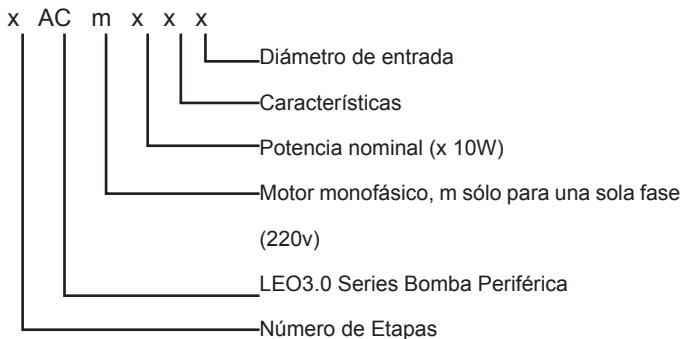 x AC m x x x
Diámetro de entrada
Características
Potencia nominal (x 10W)
Motor monofásico, m sólo para una sola fase
(220v)
LEO3.0 Series Bomba Periférica
Número de Etapas